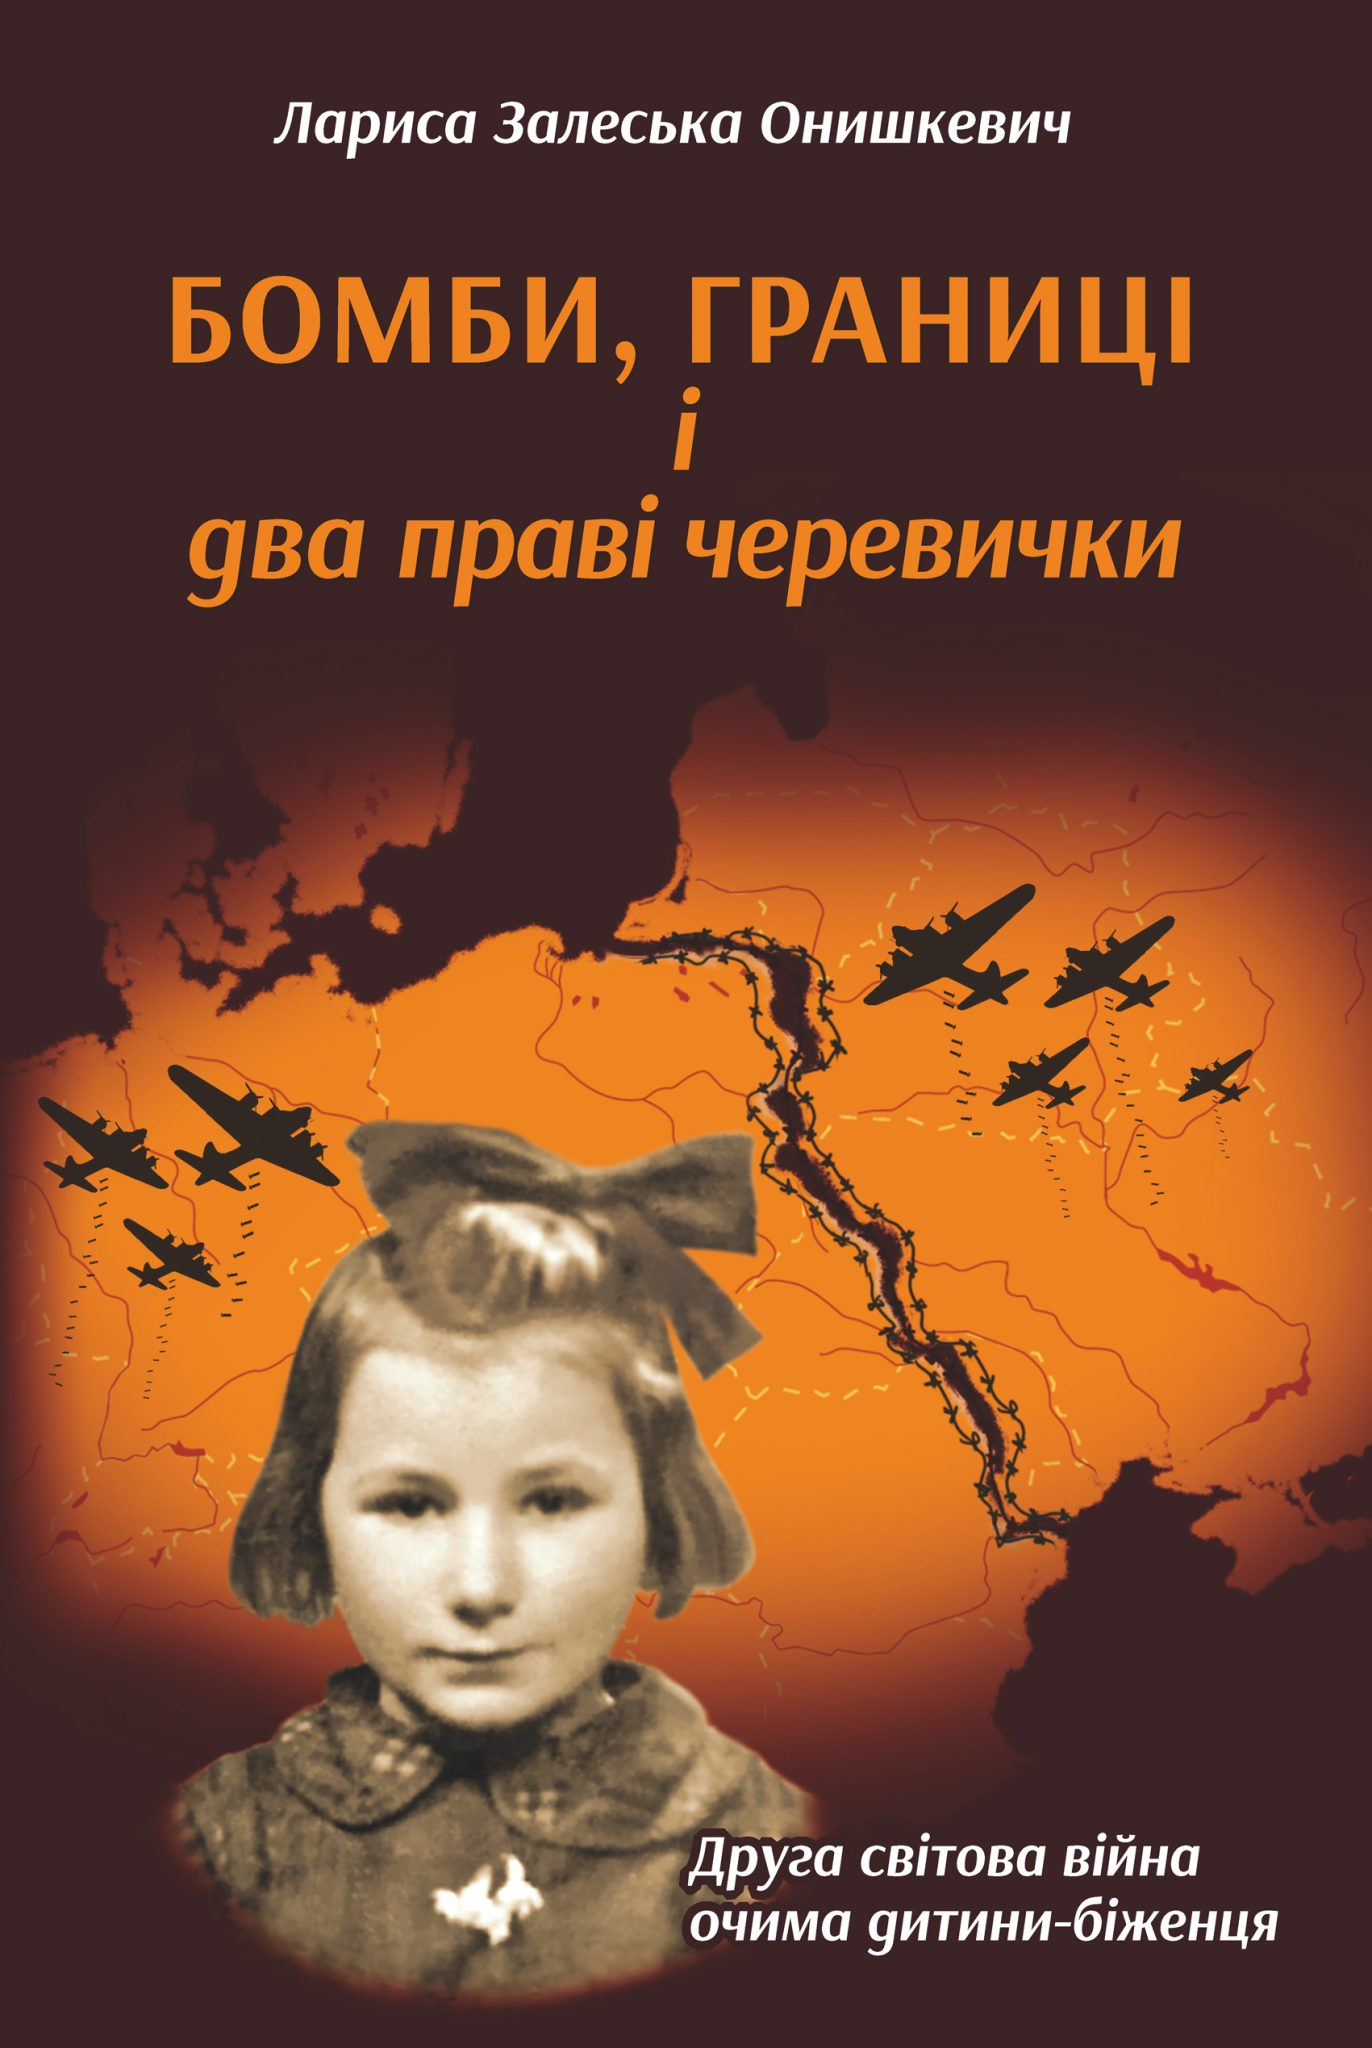 Лариса Залеська Онишкевич
БОМБИ, ГРАНИЦІ
і
два праві черевички
Друга світова війна
очима дитини-біженця